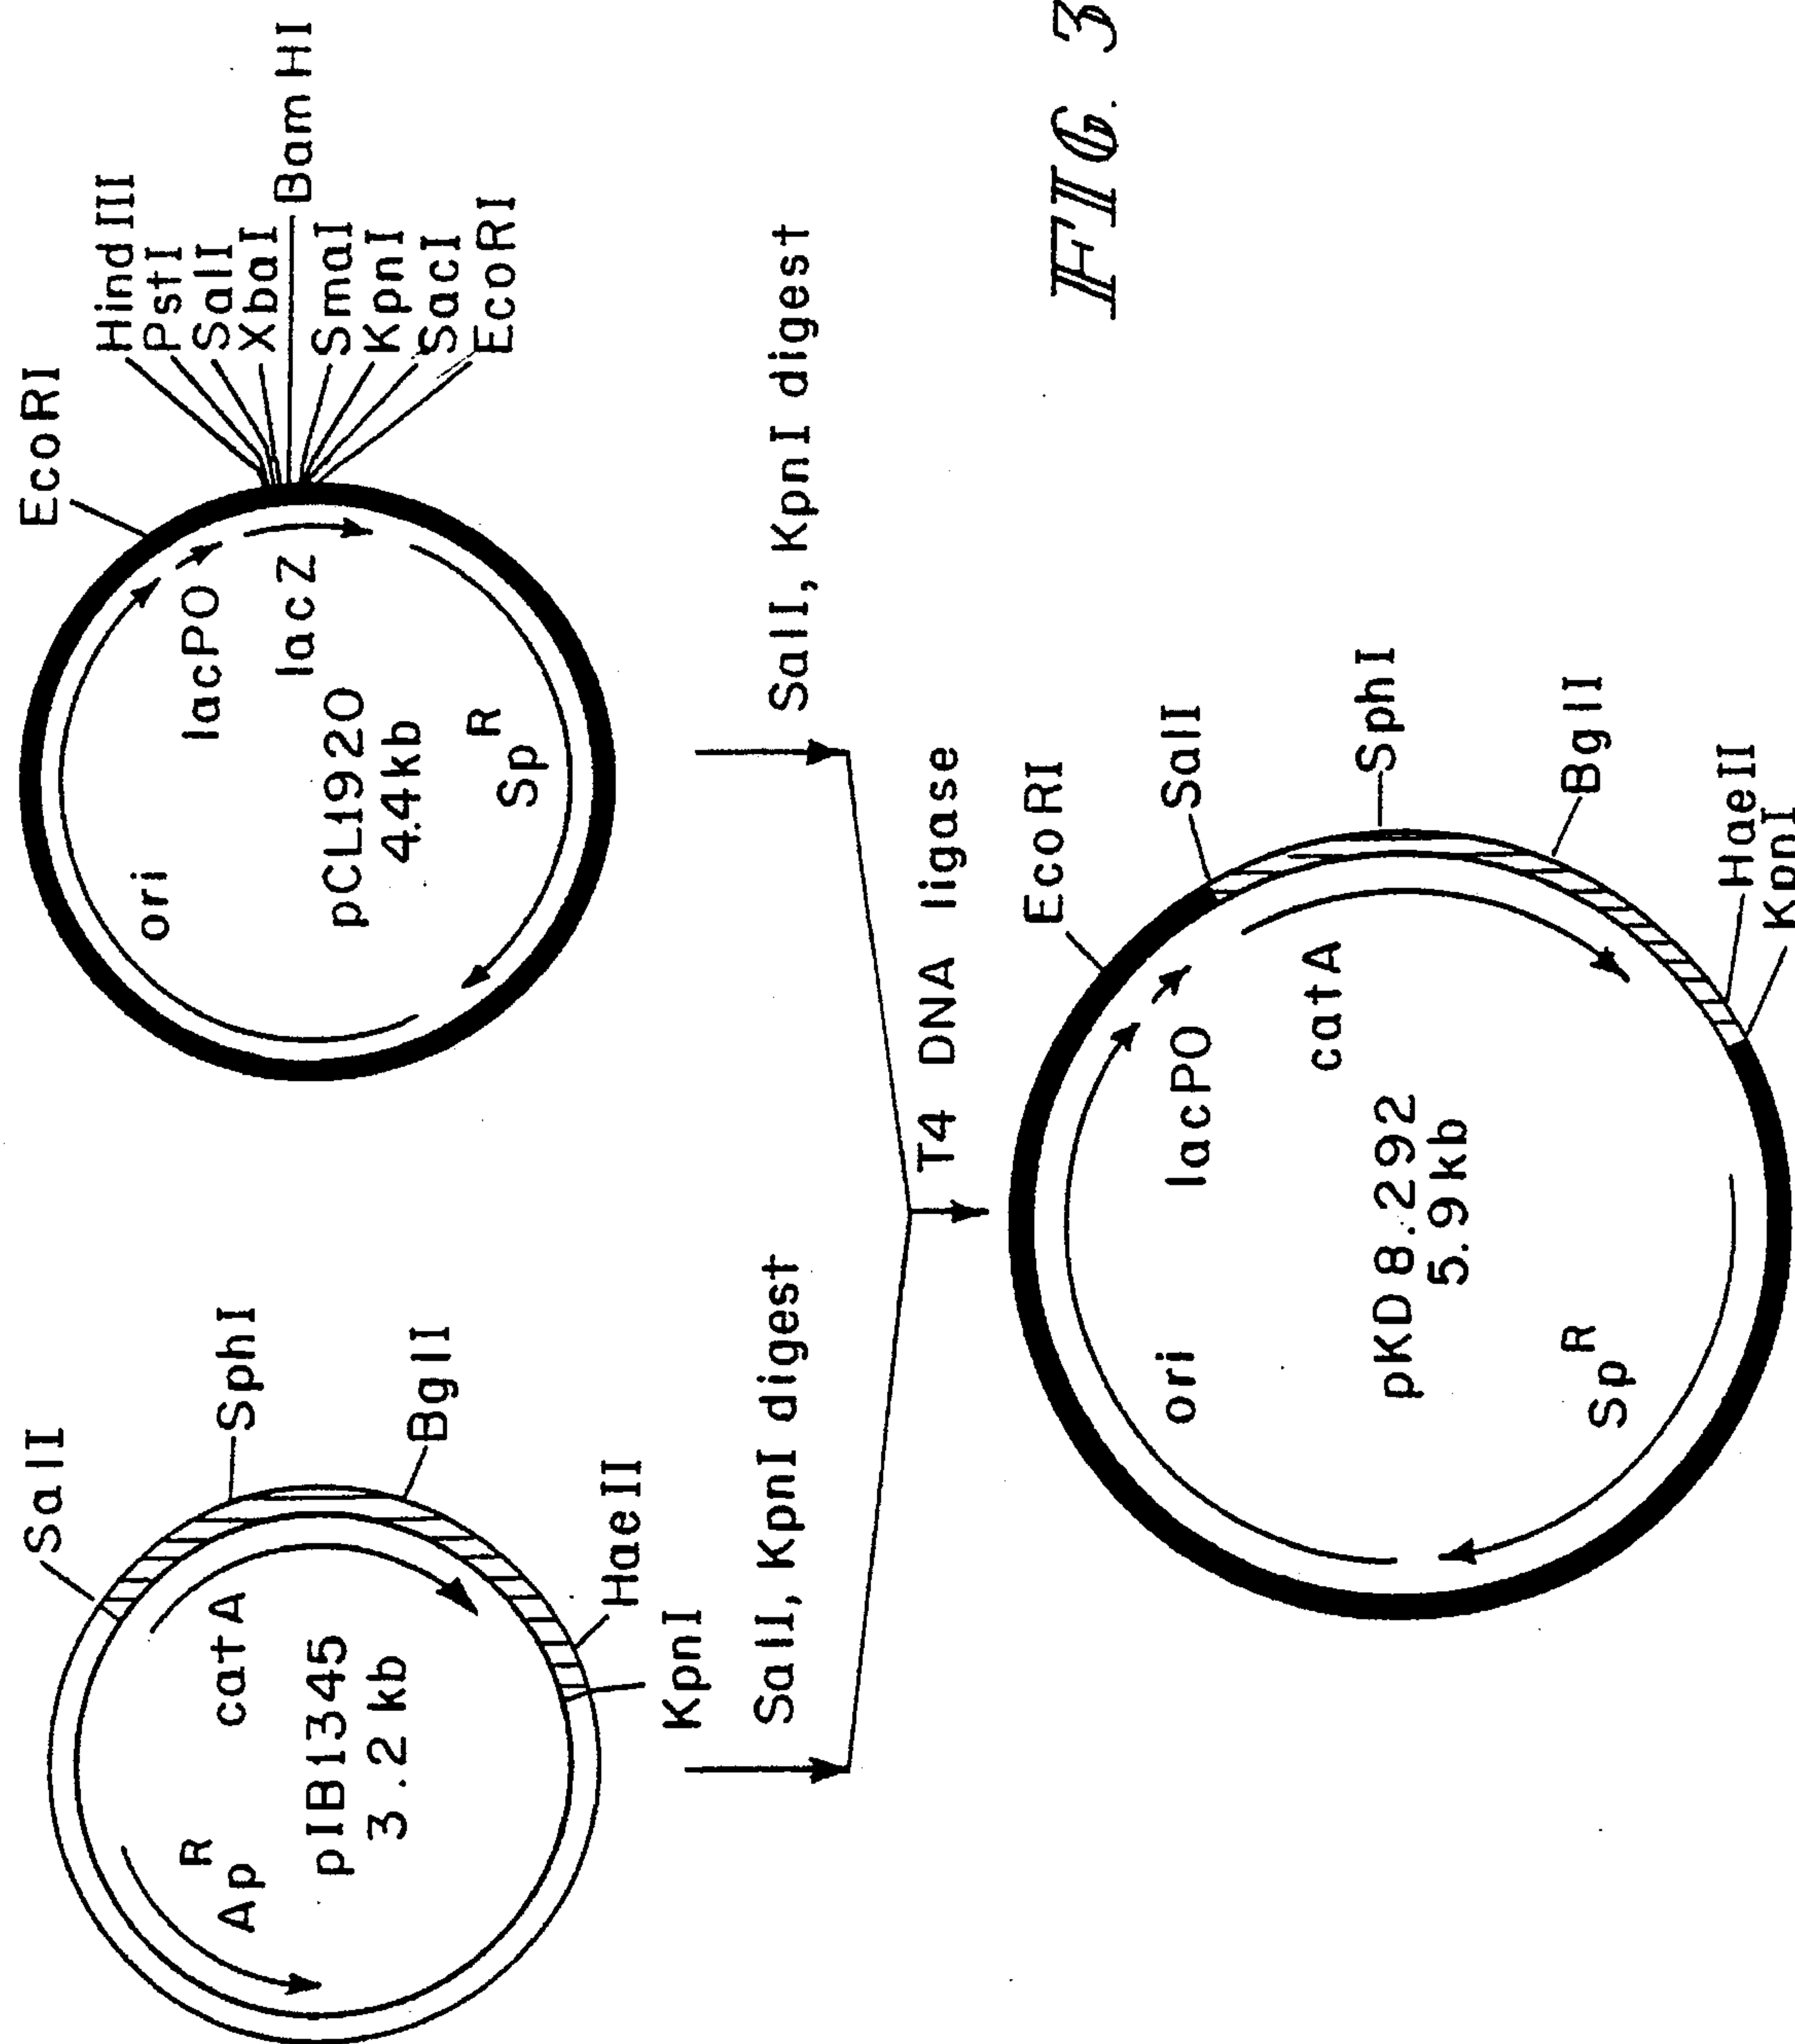 SalI
SphI
BglI
HaeII
KpnI
catA
Ap R
pIB1345
3.2 kb
EcoRI
HindIII
PstI
SalI
XbaI
BamHI
SmaI
KpnI
SacI
EcoRI
ori
lacPO
lacZ
pCL1920
4.4kb
Sp R
SalI, KpnI digest
SalI, KpnI digest
T4 DNA ligase
EcoRI
SalI
SphI
BglII
HaeII
KpnI
ori
lacPO
catA
pKD8.292
5.9kb
Sp R
FIG. 3